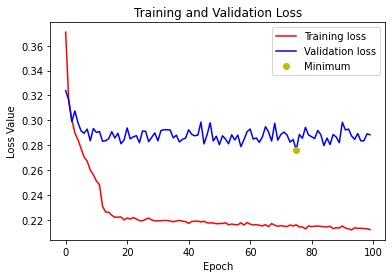 Training and Validation Loss
Training loss
Validation loss
Minimum
Loss Value
0.36
0.34
0.32
0.30
0.28
0.26
0.24
0.22
0
20
40
60
80
100
Epoch